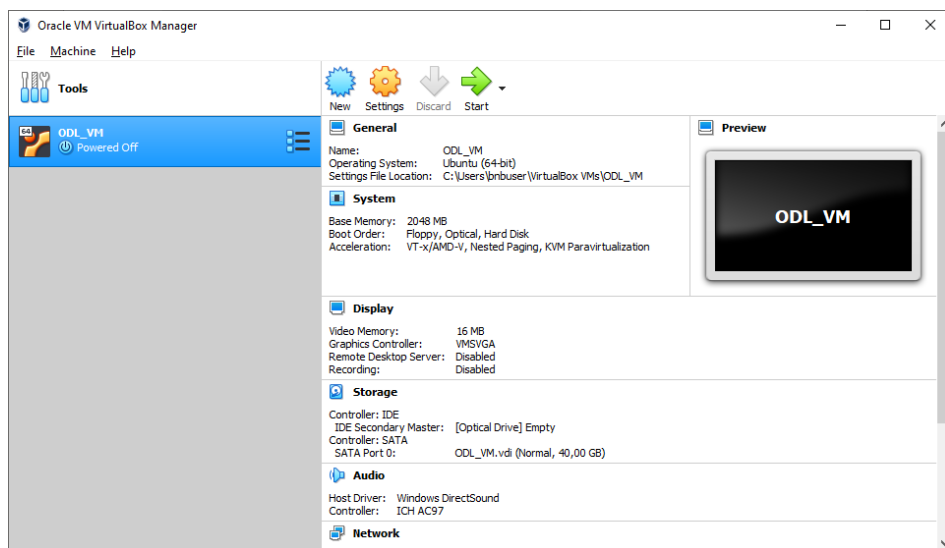 Oracle VM VirtualBox Manager
File Machine Help
Tools
New Settings Discard Start
64
ODL_VM
Powered Off
General
Name: ODL_VM
Operating System: Ubuntu (64-bit)
Settings File Location: C:\Users\bnbuser\VirtualBox VMs\ODL_VM
Preview
ODL_VM
System
Base Memory: 2048 MB
Boot Order: Floppy, Optical, Hard Disk
Acceleration: VT-x/AMD-V, Nested Paging, KVM Paravirtualization
Display
Video Memory: 16 MB
Graphics Controller: VMSVGA
Remote Desktop Server: Disabled
Recording: Disabled
Storage
Controller: IDE
IDE Secondary Master: [Optical Drive] Empty
Controller: SATA
SATA Port 0: ODL_VM.vdi (Normal, 40,00 GB)
Audio
Host Driver: Windows DirectSound
Controller: ICH AC97
Network